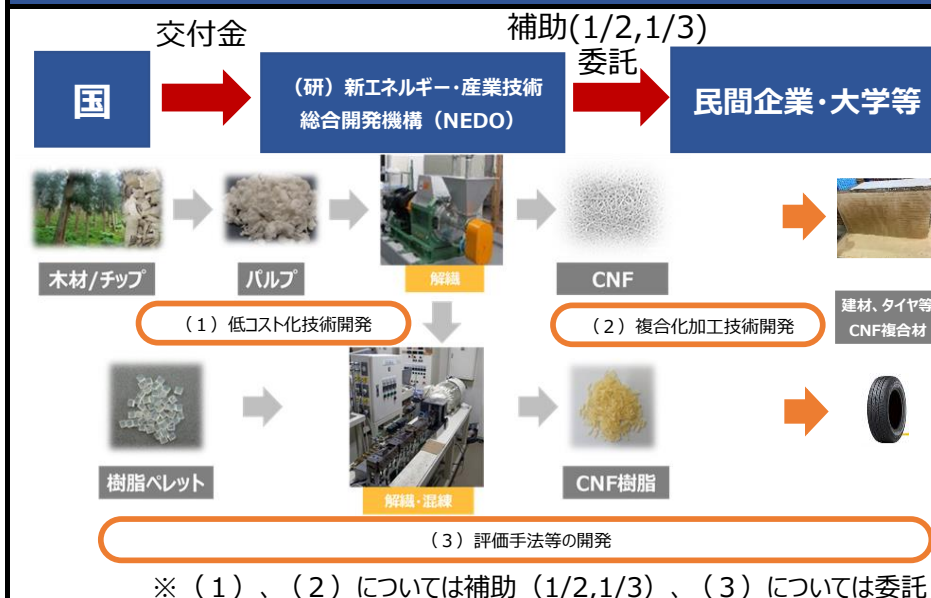 交付金
補助(1/2,1/3)
委託
国
（研）新エネルギー・産業技術
総合開発機構（NEDO）
民間企業・大学等
木材/チップ
パルプ
解繊
CNF
建材、タイヤ等
CNF複合材
（１）低コスト化技術開発
（２）複合化加工技術開発
樹脂ペレット
解繊・混練
CNF樹脂
（３）評価手法等の開発
※（１）、（２）については補助（1/2,1/3）、（３）については委託